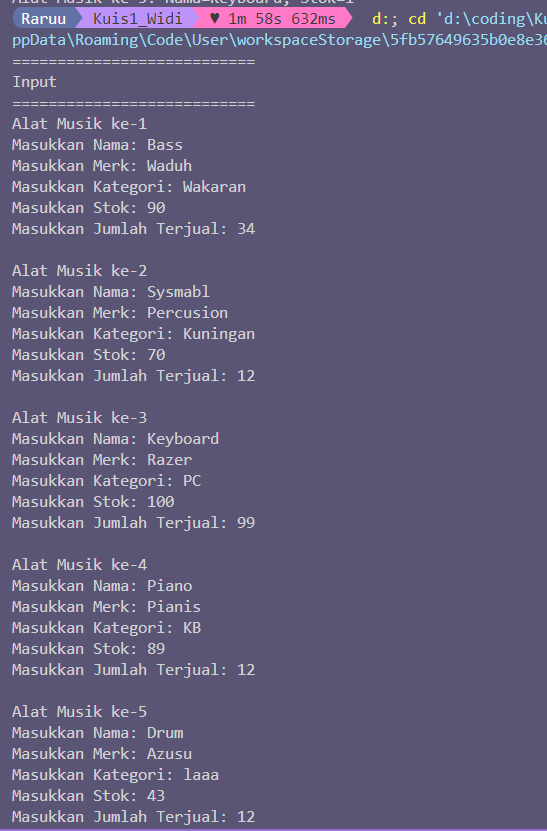 Alat Musik ke-3: Nama=Keyboard, Stok=1
Raruu Kuis1_Widi ♥ 1m 58s 632ms d:; cd 'd:\coding\Ku
ppData\Roaming\Code\User\workspaceStorage\5fb57649635b0e8e36
===========================
Input
===========================
Alat Musik ke-1
Masukkan Nama: Bass
Masukkan Merk: Waduh
Masukkan Kategori: Wakaran
Masukkan Stok: 90
Masukkan Jumlah Terjual: 34
Alat Musik ke-2
Masukkan Nama: Sysmabl
Masukkan Merk: Percusion
Masukkan Kategori: Kuningan
Masukkan Stok: 70
Masukkan Jumlah Terjual: 12
Alat Musik ke-3
Masukkan Nama: Keyboard
Masukkan Merk: Razer
Masukkan Kategori: PC
Masukkan Stok: 100
Masukkan Jumlah Terjual: 99
Alat Musik ke-4
Masukkan Nama: Piano
Masukkan Merk: Pianis
Masukkan Kategori: KB
Masukkan Stok: 89
Masukkan Jumlah Terjual: 12
Alat Musik ke-5
Masukkan Nama: Drum
Masukkan Merk: Azusu
Masukkan Kategori: laaa
Masukkan Stok: 43
Masukkan Jumlah Terjual: 12